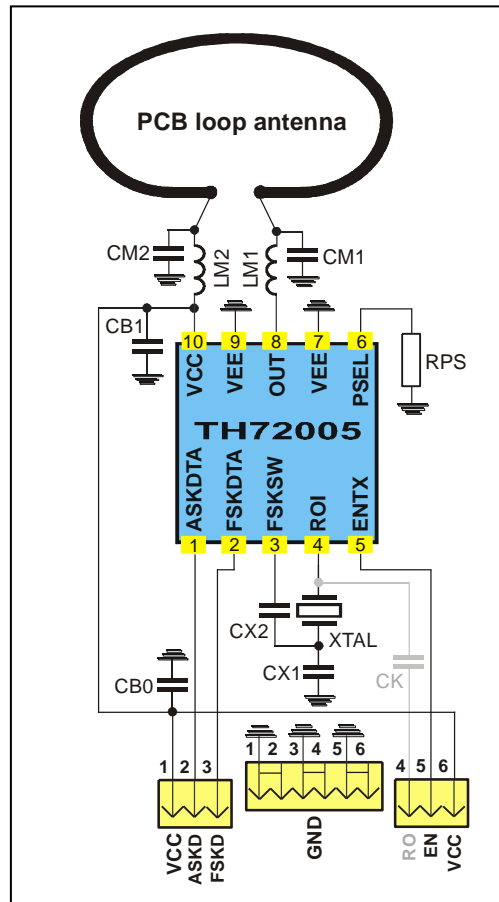 PCB loop antenna
CM2
LM2
LM1
CM1
CB1
10
9
8
7
6
RPS
VCC
VEE
OUT
VEE
PSEL
TH72005
ASKDTA
FSKDTA
FSKSW
ROI
ENTX
1
2
3
4
5
CX2
XTAL
CX1
CK
CB0
1 2 3
1 2 3 4 5 6
4 5 6
VCC
ASKD
FSKD
GND
RO
EN
VCC